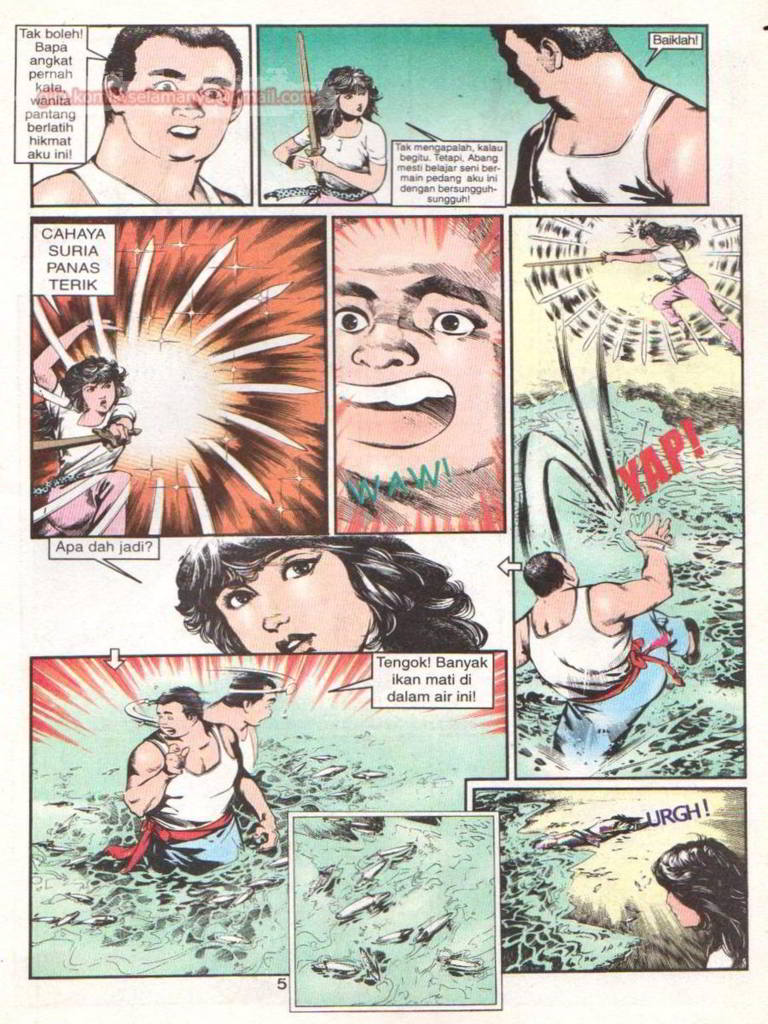 Tak boleh!
Bapa
angkat
pernah
kata,
wanita
pantang
berlatih
hikmat
aku ini!
Baiklah!
Tak mengapalah, kalau
begitu. Tetapi, Abang
mesti belajar seni ber-
main pedang aku ini
dengan bersungguh-
sungguh!
CAHAYA
SURIA
PANAS
TERIK
WAW!
YAP!
Apa dah jadi?
Tengok! Banyak
ikan mati di
dalam air ini!
URGH!
5